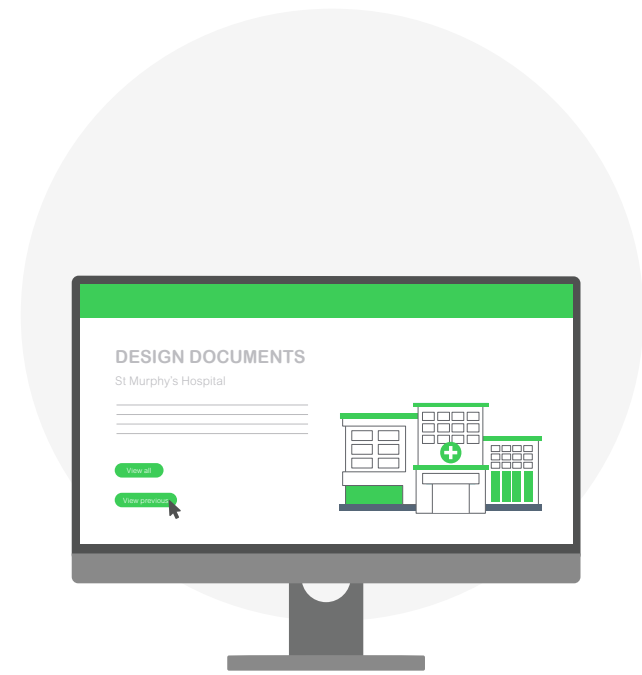 DESIGN DOCUMENTS
St Murphy's Hospital
View all
View previous